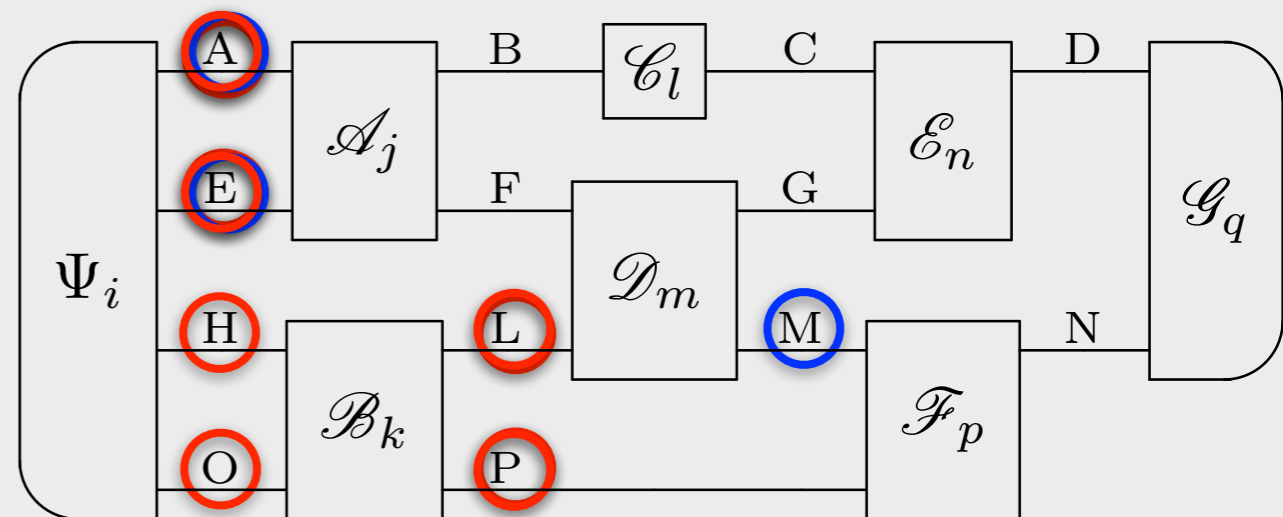 A B 𝒞_l C D
𝒜_j ℰ_n
E F G 𝒢_q
Ψ_i 𝒟_m
H L M N
ℬ_k ℱ_p
O P